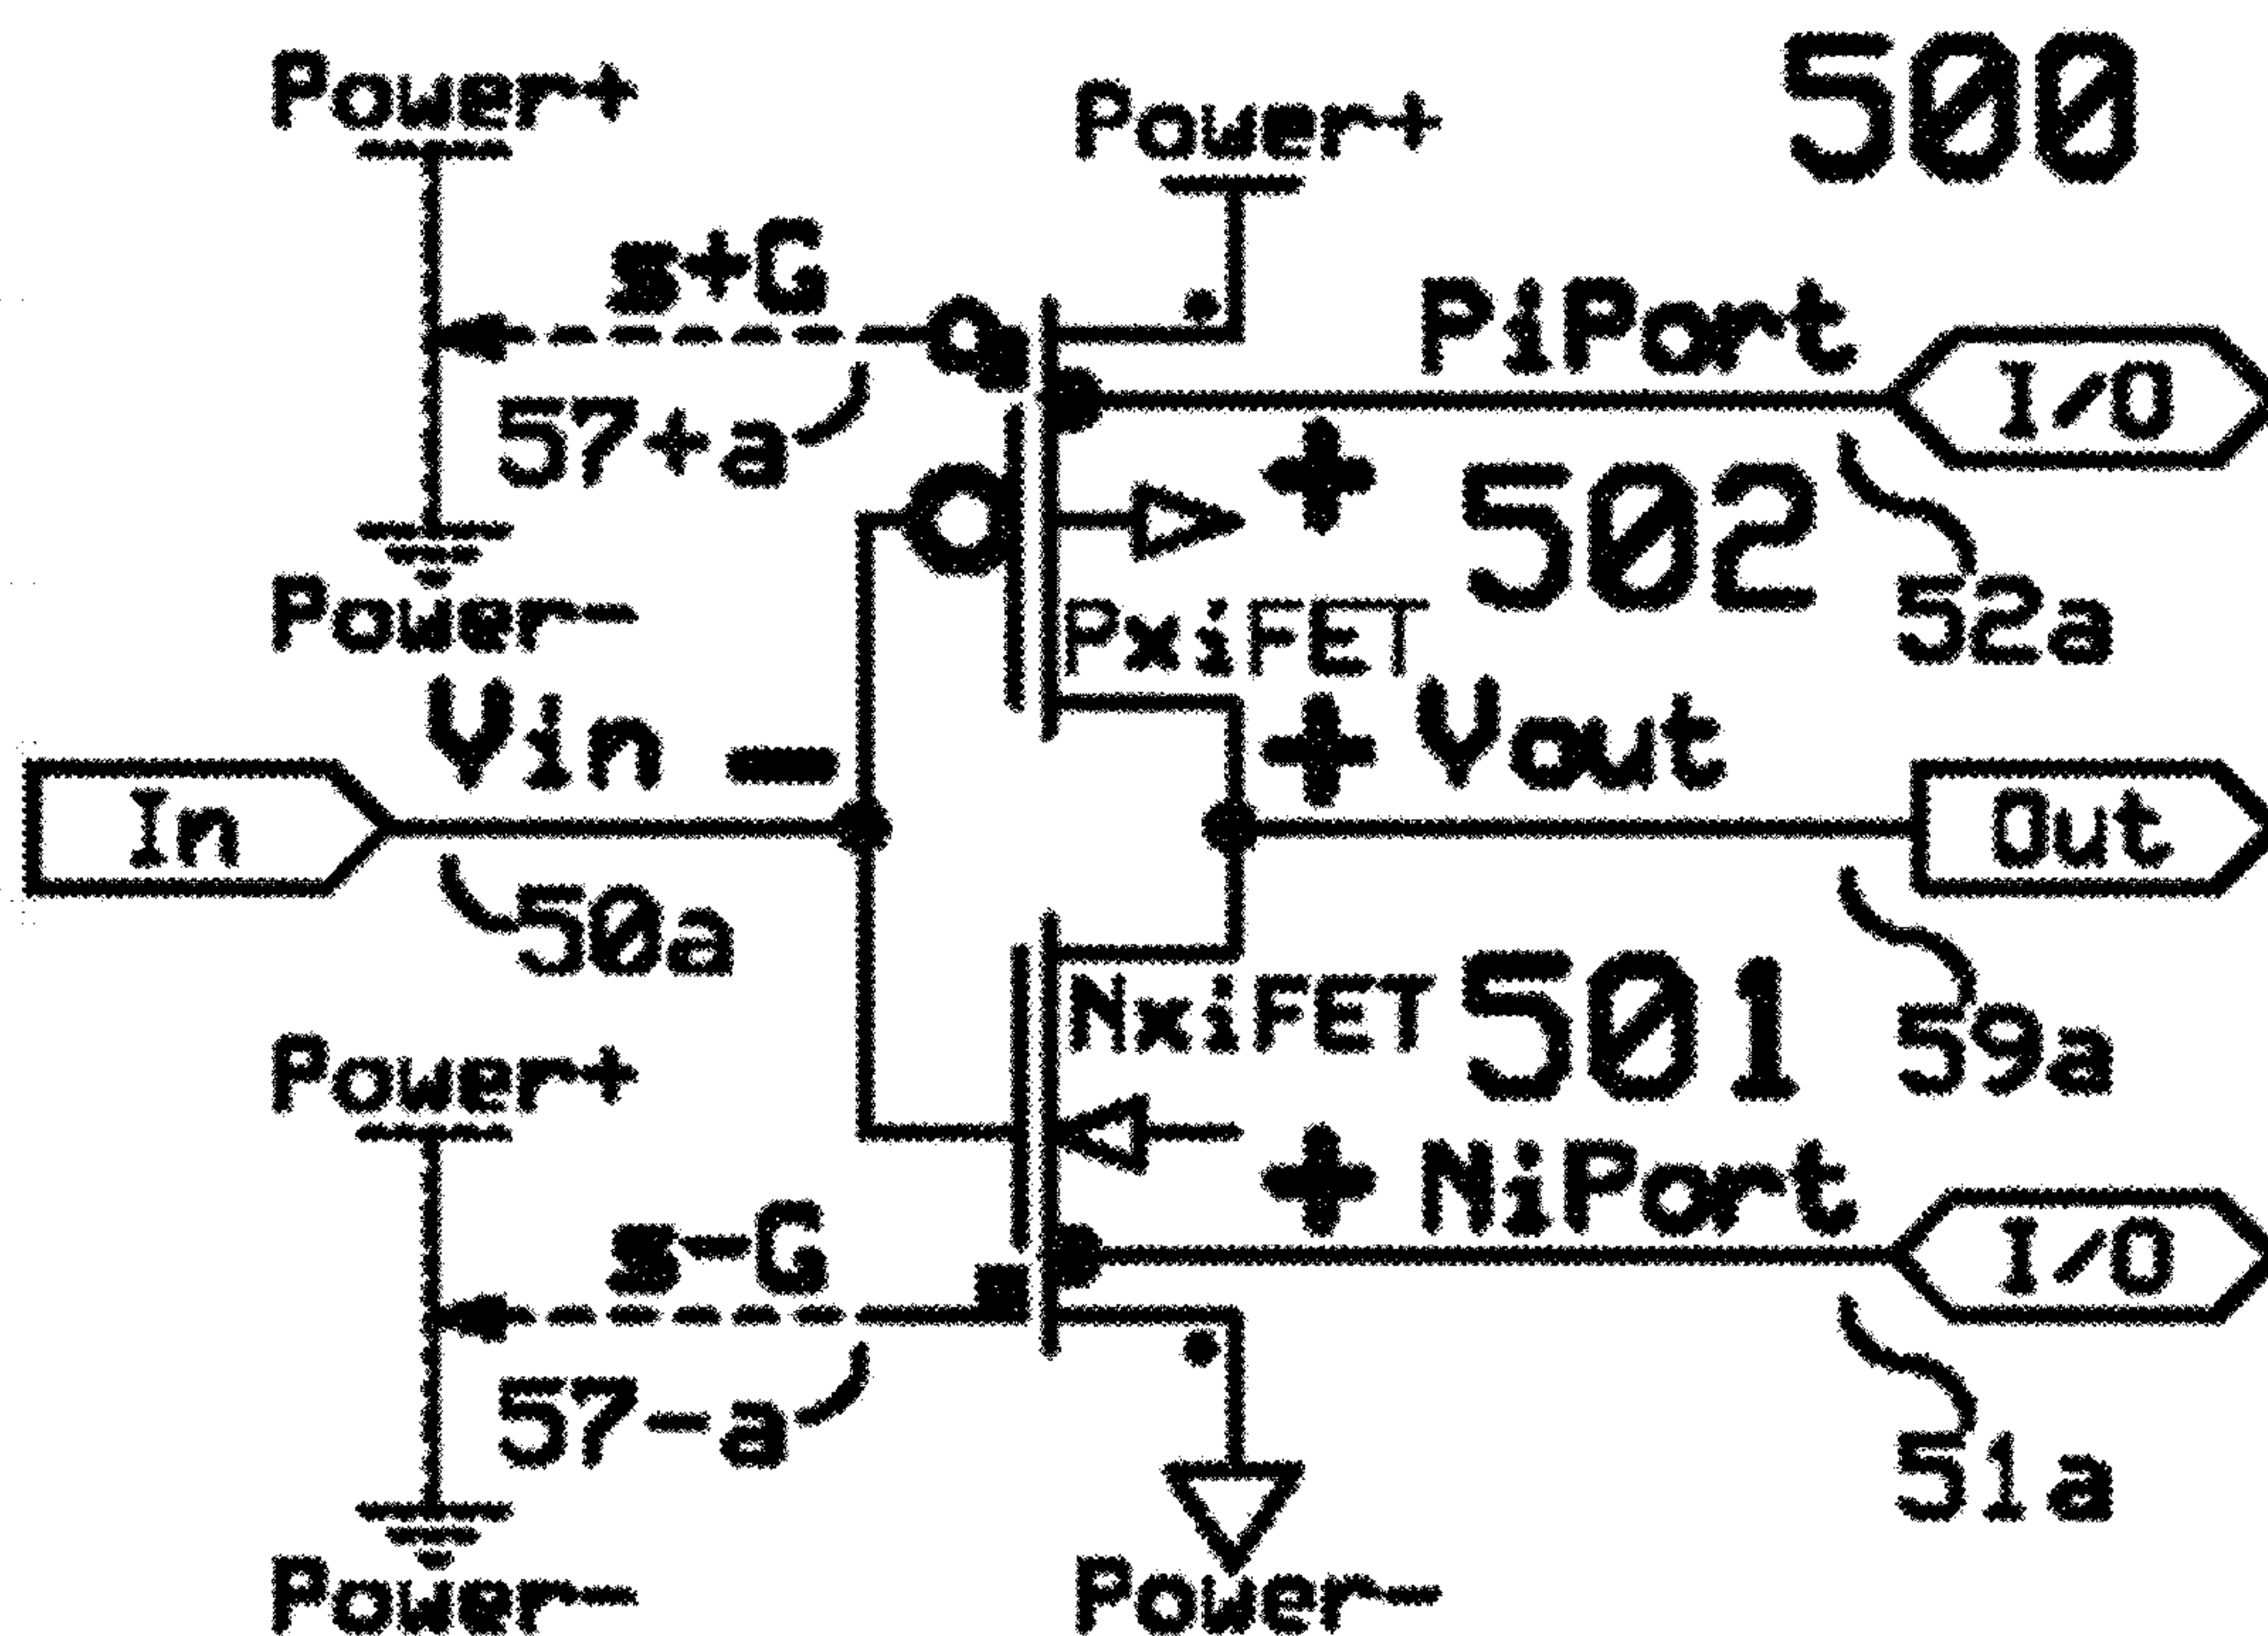 Power+
Power+
500
s+G
PiPort
I/O
57+a
+
502
52a
Power-
PxiFET
Vin -
+ Vout
In
Out
50a
NxiFET
501
59a
Power+
+ NiPort
s-G
I/O
57-a
51a
Power-
Power-